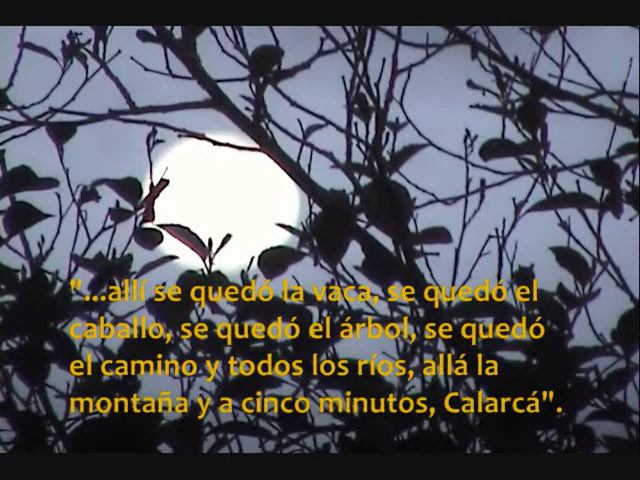 "...allí se quedó la vaca, se quedó el
caballo, se quedó el árbol, se quedó
el camino y todos los ríos, allá la
montaña y a cinco minutos, Calarcá".